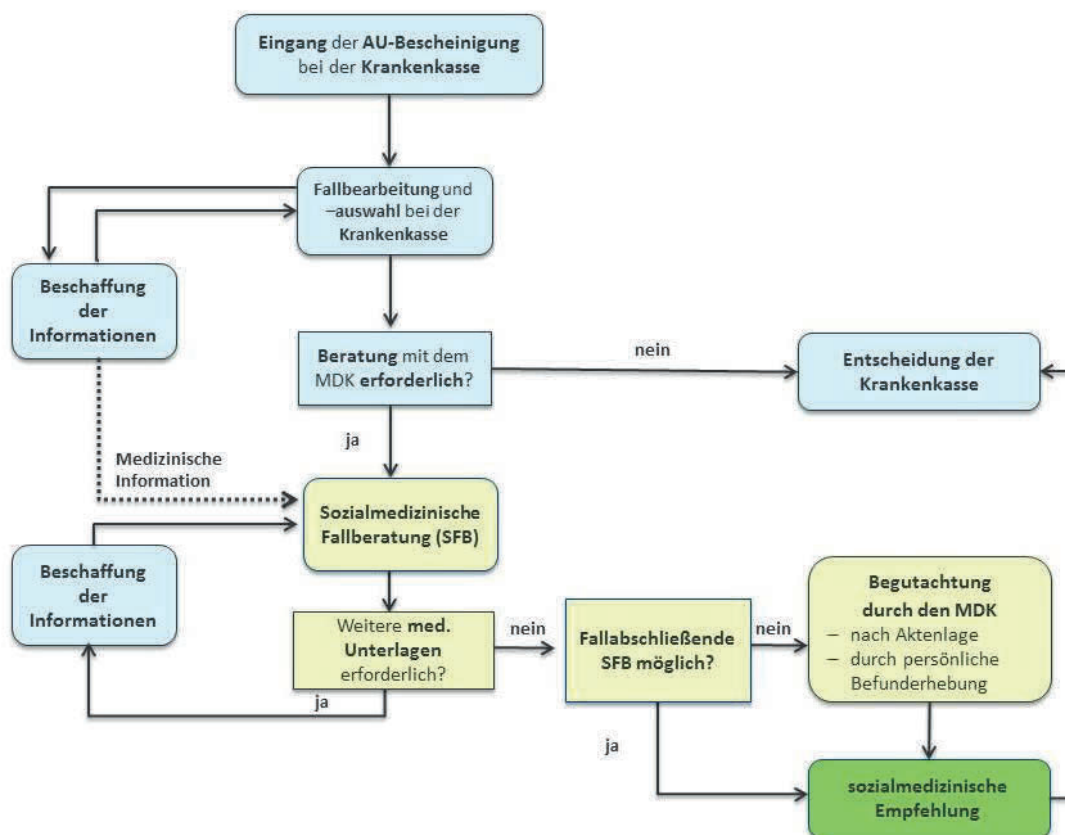 Eingang der AU-Bescheinigung
bei der Krankenkasse
Fallbearbeitung und
–auswahl bei der
Krankenkasse
Beschaffung
der
Informationen
Beratung mit dem
MDK erforderlich?
nein
Entscheidung der
Krankenkasse
ja
Medizinische
Information
Sozialmedizinische
Fallberatung (SFB)
Beschaffung
der
Informationen
Weitere med.
Unterlagen
erforderlich?
nein
ja
Fallabschließende
SFB möglich?
nein
ja
Begutachtung
durch den MDK
– nach Aktenlage
– durch persönliche
Befunderhebung
sozialmedizinische
Empfehlung